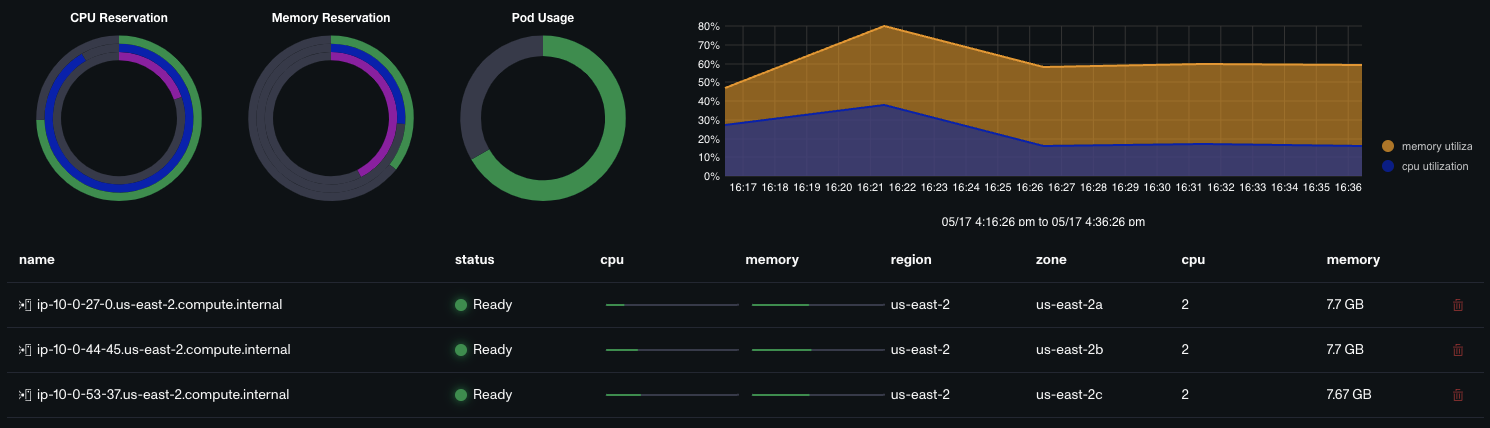 CPU Reservation
Memory Reservation
Pod Usage
80%
70%
60%
50%
40%
30%
20%
10%
0%
16:17 16:18 16:19 16:20 16:21 16:22 16:23 16:24 16:25 16:26 16:27 16:28 16:29 16:30 16:31 16:32 16:33 16:34 16:35 16:36
memory utiliza
cpu utilization
05/17 4:16:26 pm to 05/17 4:36:26 pm
name status cpu memory region zone cpu memory
ip-10-0-27-0.us-east-2.compute.internal Ready us-east-2 us-east-2a 2 7.7 GB
ip-10-0-44-45.us-east-2.compute.internal Ready us-east-2 us-east-2b 2 7.7 GB
ip-10-0-53-37.us-east-2.compute.internal Ready us-east-2 us-east-2c 2 7.67 GB